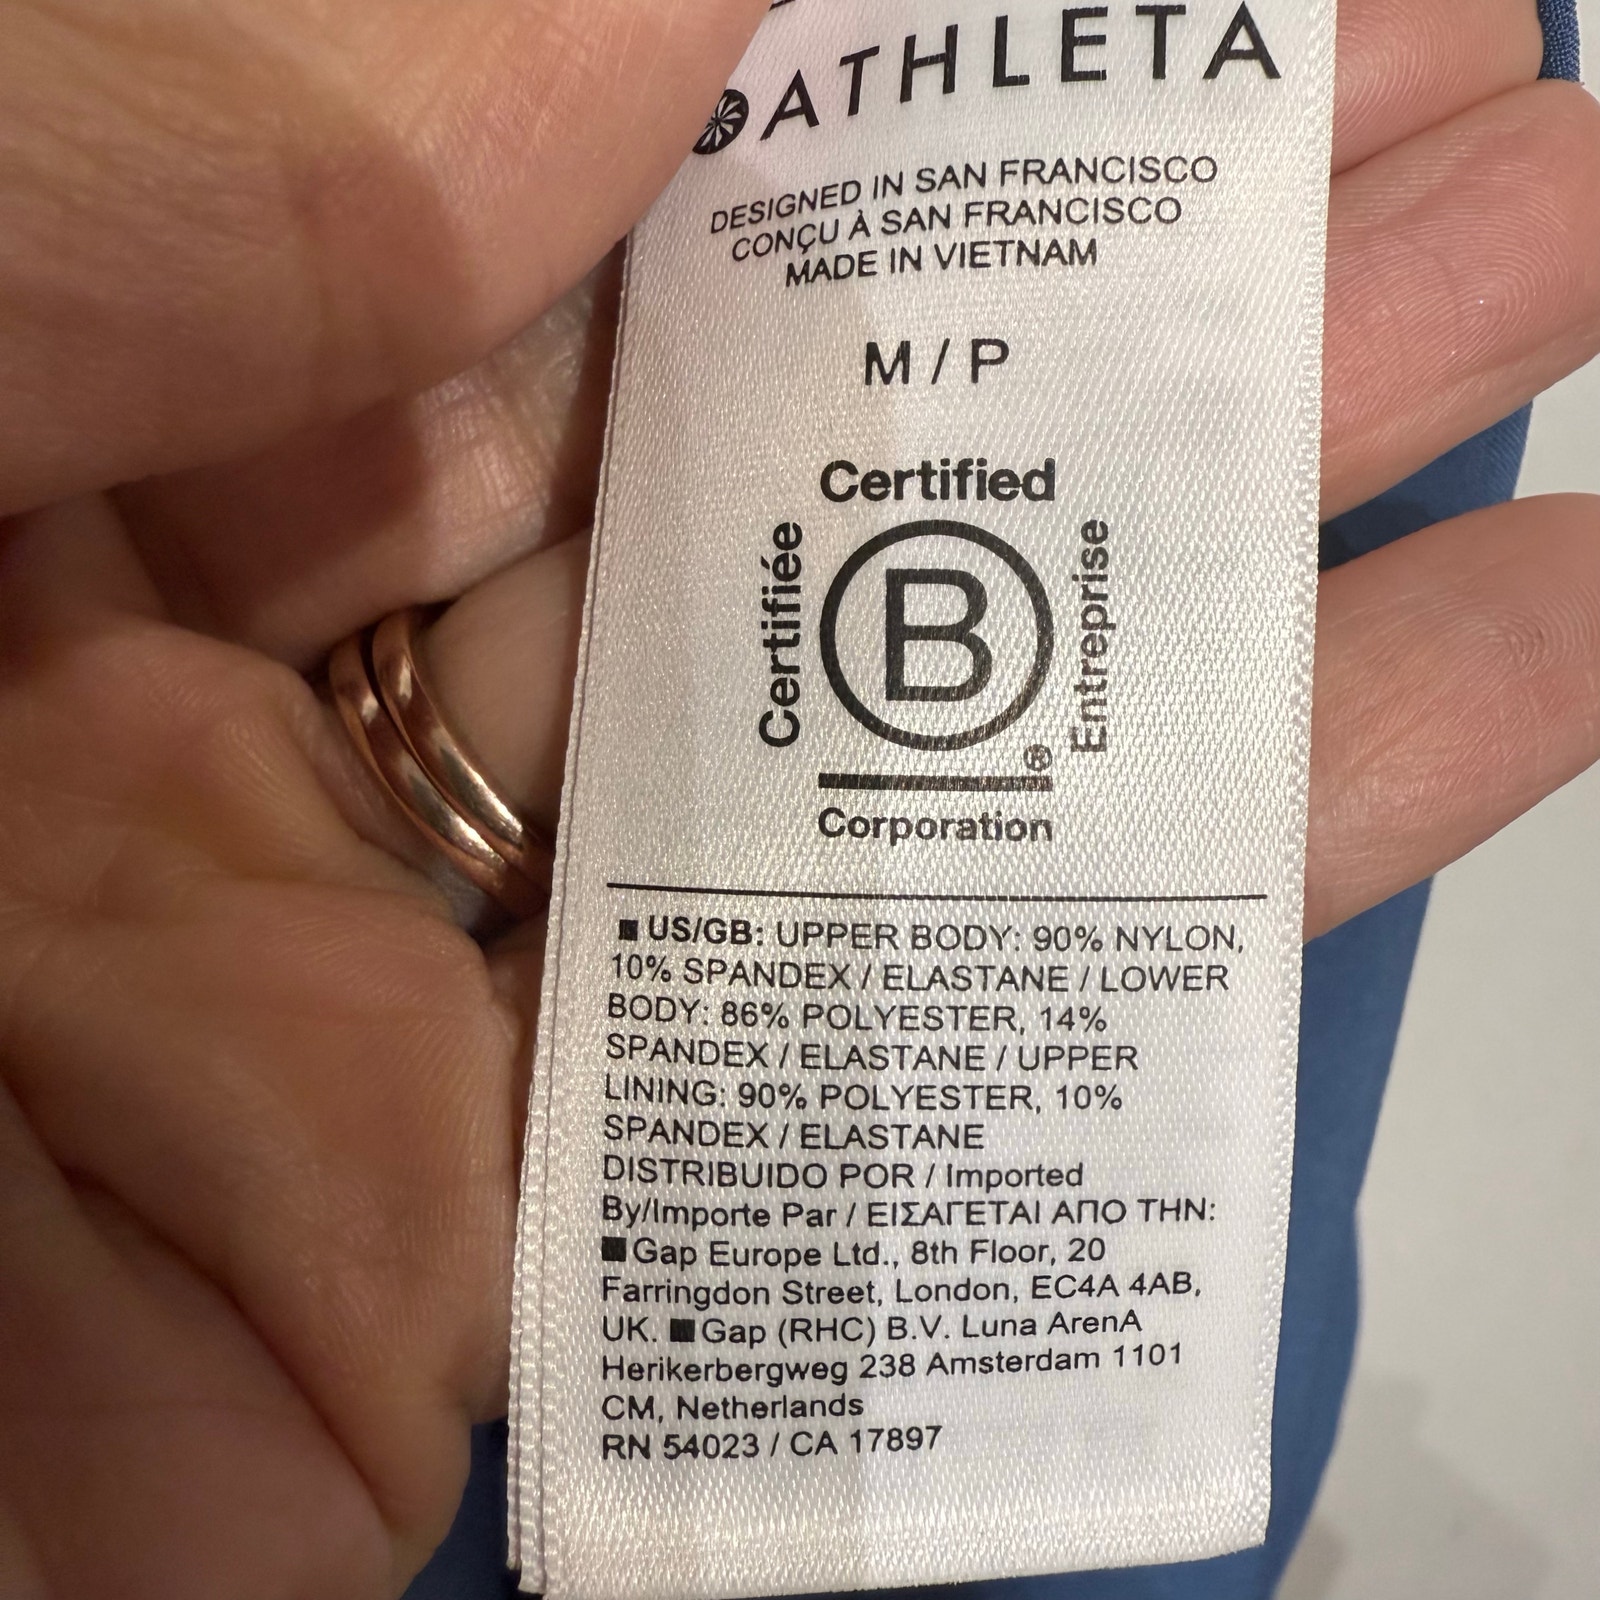 ATHLETA
DESIGNED IN SAN FRANCISCO
CONÇU À SAN FRANCISCO
MADE IN VIETNAM
M / P
Certified
Certifiée
B
Entreprise
®
Corporation
■ US/GB: UPPER BODY: 90% NYLON,
10% SPANDEX / ELASTANE / LOWER
BODY: 86% POLYESTER, 14%
SPANDEX / ELASTANE / UPPER
LINING: 90% POLYESTER, 10%
SPANDEX / ELASTANE
DISTRIBUIDO POR / Imported
By/Importe Par / ΕΙΣΑΓΕΤΑΙ ΑΠΟ ΤΗΝ:
■ Gap Europe Ltd., 8th Floor, 20
Farringdon Street, London, EC4A 4AB,
UK. ■ Gap (RHC) B.V. Luna ArenA
Herikerbergweg 238 Amsterdam 1101
CM, Netherlands
RN 54023 / CA 17897